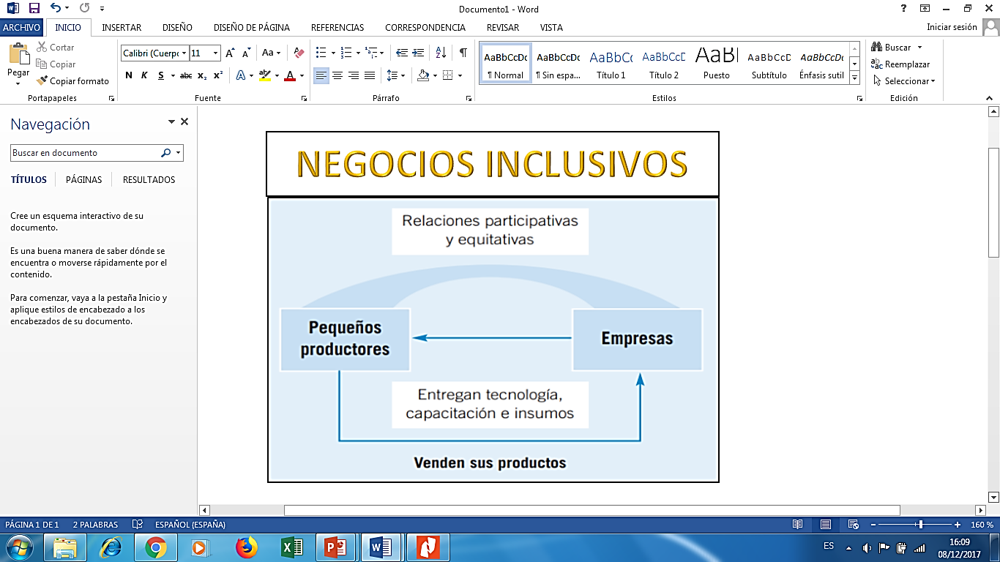 Documento1 - Word
ARCHIVO INICIO INSERTAR DISEÑO DISEÑO DE PÁGINA REFERENCIAS CORRESPONDENCIA REVISAR VISTA Iniciar sesión
Pegar
Cortar
Copiar
Copiar formato
Portapapeles
Calibri (Cuerpo 11
N K S abc x₂ x²
Fuente
Párrafo
AaBbCcDc AaBbCcDc AaBbCc AaBbCcD AaBl AaBbCcD AaBbCcDc
¶ Normal ¶ Sin espa... Título 1 Título 2 Puesto Subtítulo Énfasis sutil
Estilos
Buscar
Reemplazar
Seleccionar
Edición
Navegación
Buscar en documento
TÍTULOS PÁGINAS RESULTADOS
Cree un esquema interactivo de su
documento.
Es una buena manera de saber dónde se
encuentra o moverse rápidamente por el
contenido.
Para comenzar, vaya a la pestaña Inicio y
aplique estilos de encabezado a los
encabezados de su documento.
NEGOCIOS INCLUSIVOS
Relaciones participativas
y equitativas
Pequeños
productores
Empresas
Entregan tecnología,
capacitación e insumos
Venden sus productos
PÁGINA 1 DE 1 2 PALABRAS ESPAÑOL (ESPAÑA) 160 %
ES
16:09
08/12/2017